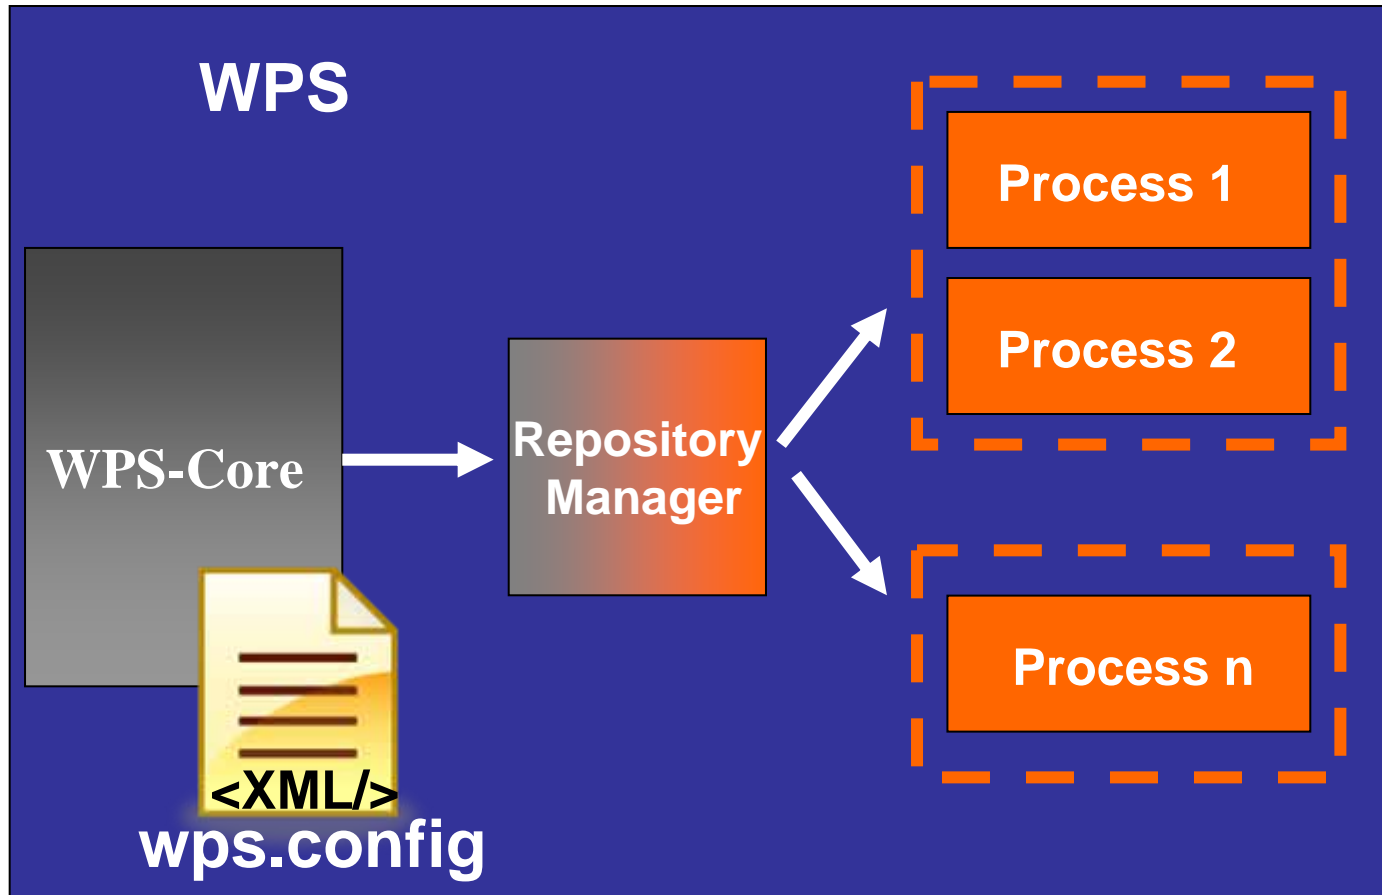 WPS
Process 1
Process 2
WPS-Core
Repository
Manager
Process n
<XML/>
wps.config